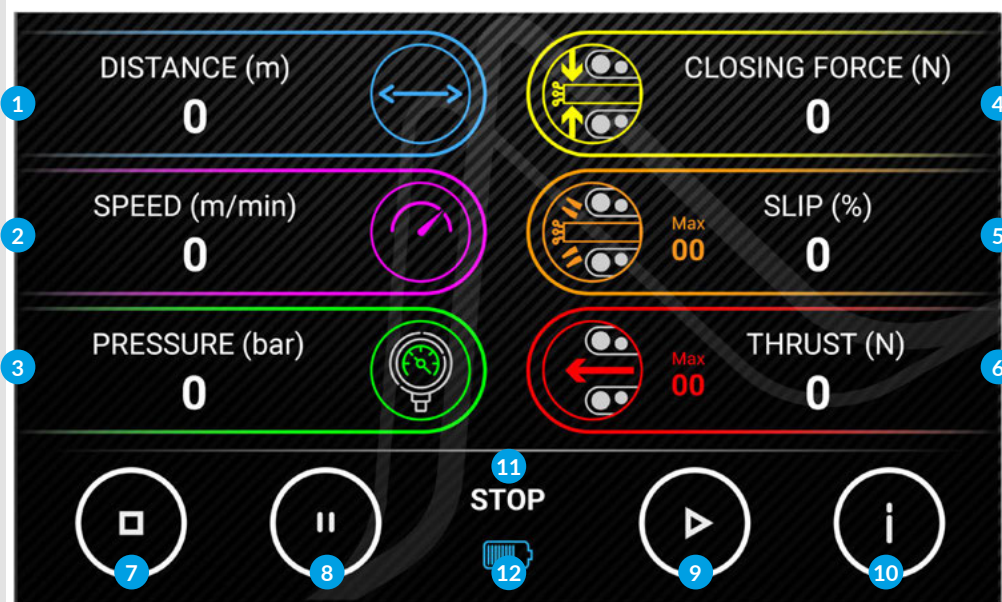 DISTANCE (m)
0
1
CLOSING FORCE (N)
0
4
SPEED (m/min)
0
2
SLIP (%)
Max
00
0
5
PRESSURE (bar)
0
3
THRUST (N)
Max
00
0
6
11
STOP
i
7
8
12
9
10